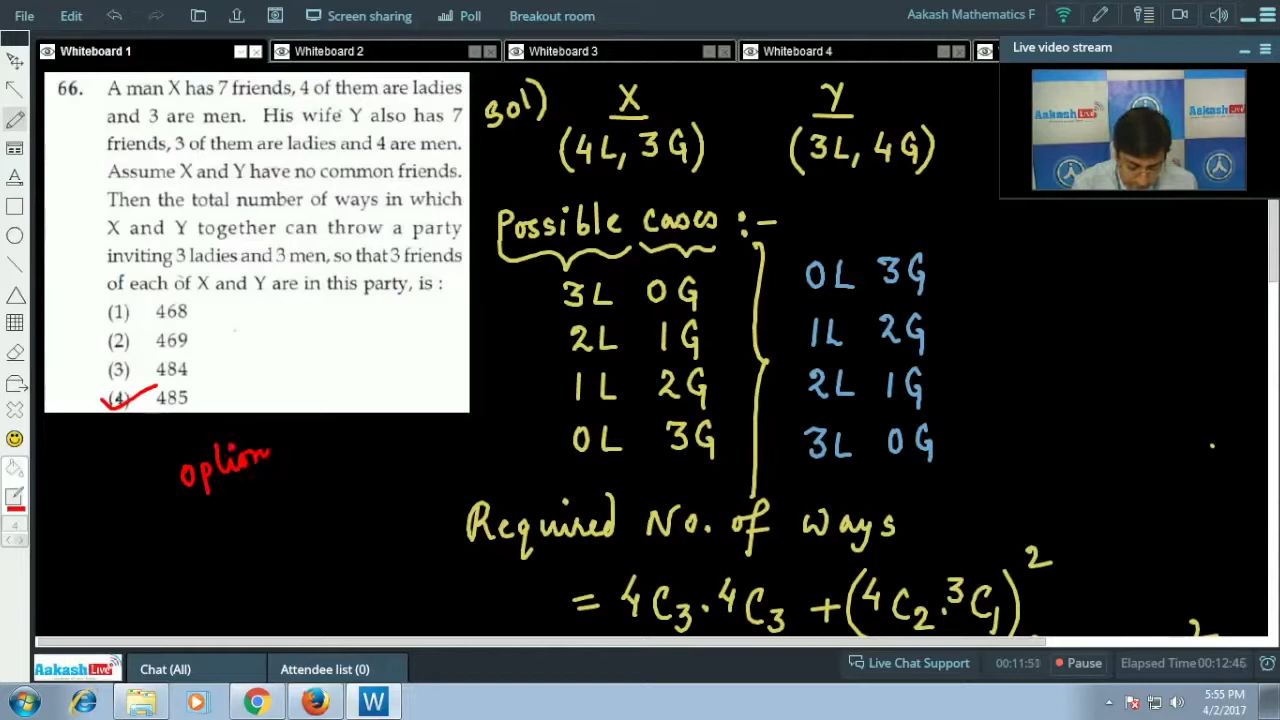 File Edit Screen sharing Poll Breakout room Aakash Mathematics F
Whiteboard 1 Whiteboard 2 Whiteboard 3 Whiteboard 4
Live video stream
AakashLive AakashLive
66. A man X has 7 friends, 4 of them are ladies
and 3 are men. His wife Y also has 7
friends, 3 of them are ladies and 4 are men.
Assume X and Y have no common friends.
Then the total number of ways in which
X and Y together can throw a party
inviting 3 ladies and 3 men, so that 3 friends
of each of X and Y are in this party, is :
(1) 468
(2) 469
(3) 484
(4) 485
option
Sol) X Y
(4L, 3G) (3L, 4G)
Possible cases :-
3L 0G 0L 3G
2L 1G 1L 2G
1L 2G 2L 1G
0L 3G 3L 0G
Required No. of ways
= 4C3·4C3 + (4C2·3C1)2
4
Aakash Live Chat (All) Attendee list (0) Live Chat Support 00:11:51 Pause Elapsed Time 00:12:45
5:55 PM
4/2/2017